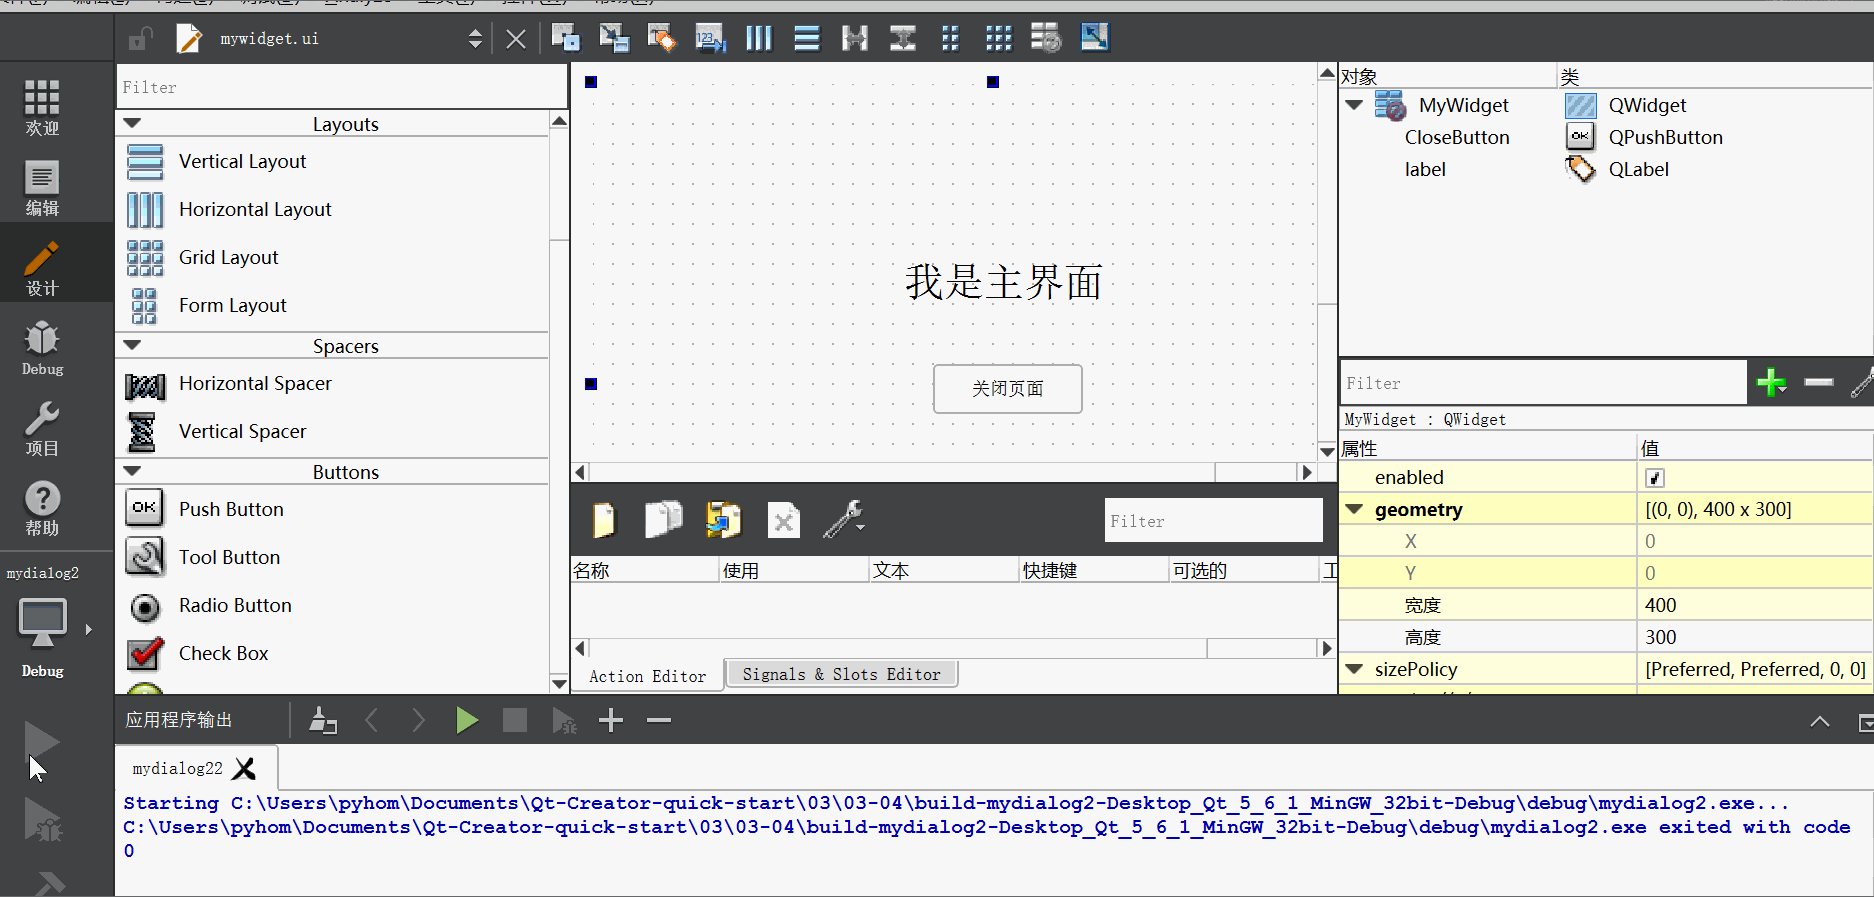 mywidget.ui
欢迎
编辑
设计
Debug
项目
帮助
mydialog2
Debug
Filter
Layouts
Vertical Layout
Horizontal Layout
Grid Layout
Form Layout
Spacers
Horizontal Spacer
Vertical Spacer
Buttons
OK Push Button
Tool Button
Radio Button
Check Box
我是主界面
关闭页面
Filter
名称 使用 文本 快捷键 可选的 工
Action Editor Signals & Slots Editor
对象 类
MyWidget QWidget
CloseButton OK QPushButton
label QLabel
Filter
MyWidget : QWidget
属性 值
enabled
geometry [(0, 0), 400 x 300]
X 0
Y 0
宽度 400
高度 300
sizePolicy [Preferred, Preferred, 0, 0]
应用程序输出
mydialog22
Starting C:\Users\pyhom\Documents\Qt-Creator-quick-start\03\03-04\build-mydialog2-Desktop_Qt_5_6_1_MinGW_32bit-Debug\debug\mydialog2.exe...
C:\Users\pyhom\Documents\Qt-Creator-quick-start\03\03-04\build-mydialog2-Desktop_Qt_5_6_1_MinGW_32bit-Debug\debug\mydialog2.exe exited with code
0